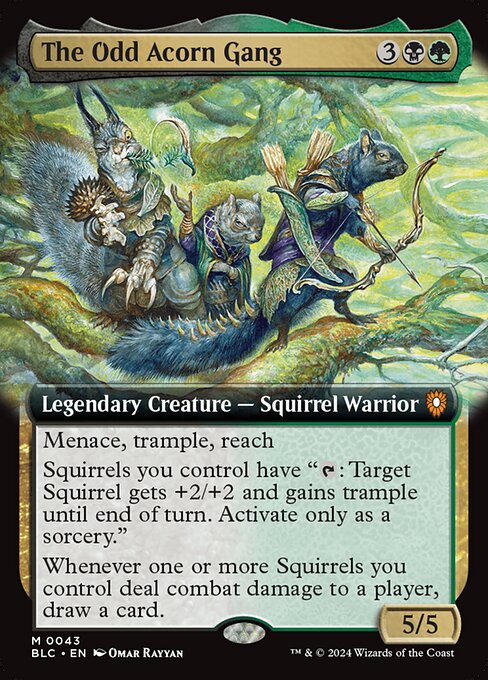 The Odd Acorn Gang 3
Legendary Creature — Squirrel Warrior
Menace, trample, reach
Squirrels you control have “: Target
Squirrel gets +2/+2 and gains trample
until end of turn. Activate only as a
sorcery.”
Whenever one or more Squirrels you
control deal combat damage to a player,
draw a card.
5/5
M 0043
BLC • EN Omar Rayyan
™ & © 2024 Wizards of the Coast